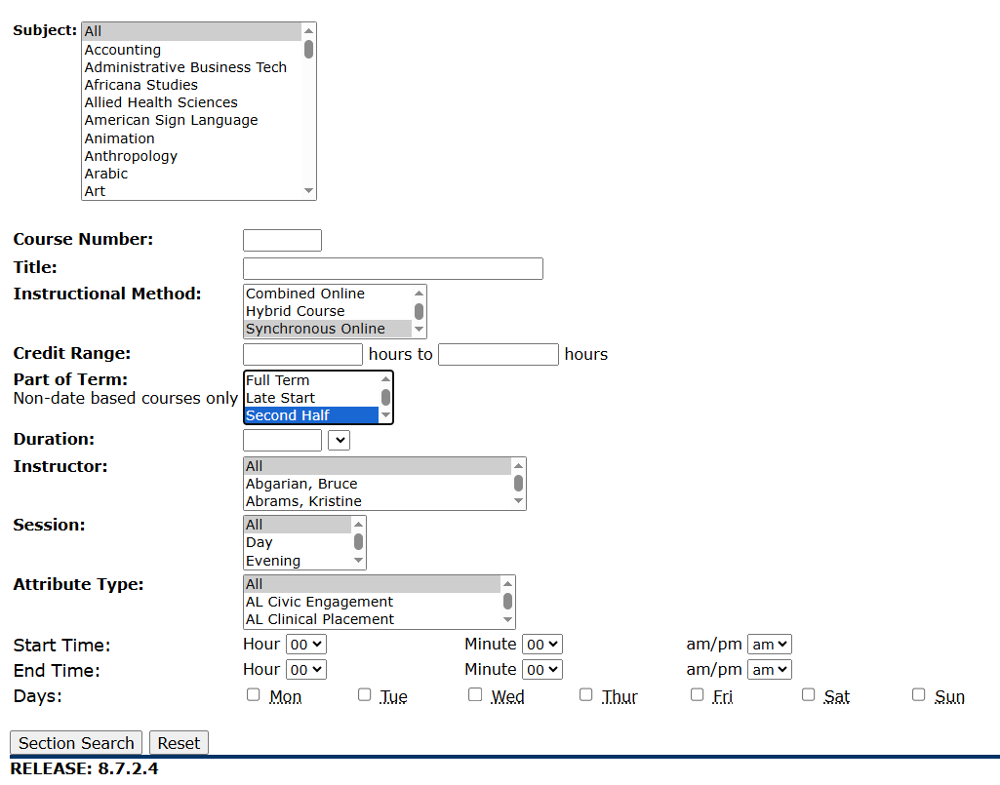 Subject: All
Accounting
Administrative Business Tech
Africana Studies
Allied Health Sciences
American Sign Language
Animation
Anthropology
Arabic
Art
Course Number:
Title:
Instructional Method: Combined Online
Hybrid Course
Synchronous Online
Credit Range: hours to hours
Part of Term: Full Term
Non-date based courses only Late Start
Second Half
Duration:
Instructor: All
Abgarian, Bruce
Abrams, Kristine
Session: All
Day
Evening
Attribute Type: All
AL Civic Engagement
AL Clinical Placement
Start Time: Hour 00 Minute 00 am/pm am
End Time: Hour 00 Minute 00 am/pm am
Days: Mon Tue Wed Thur Fri Sat Sun
Section Search Reset
RELEASE: 8.7.2.4